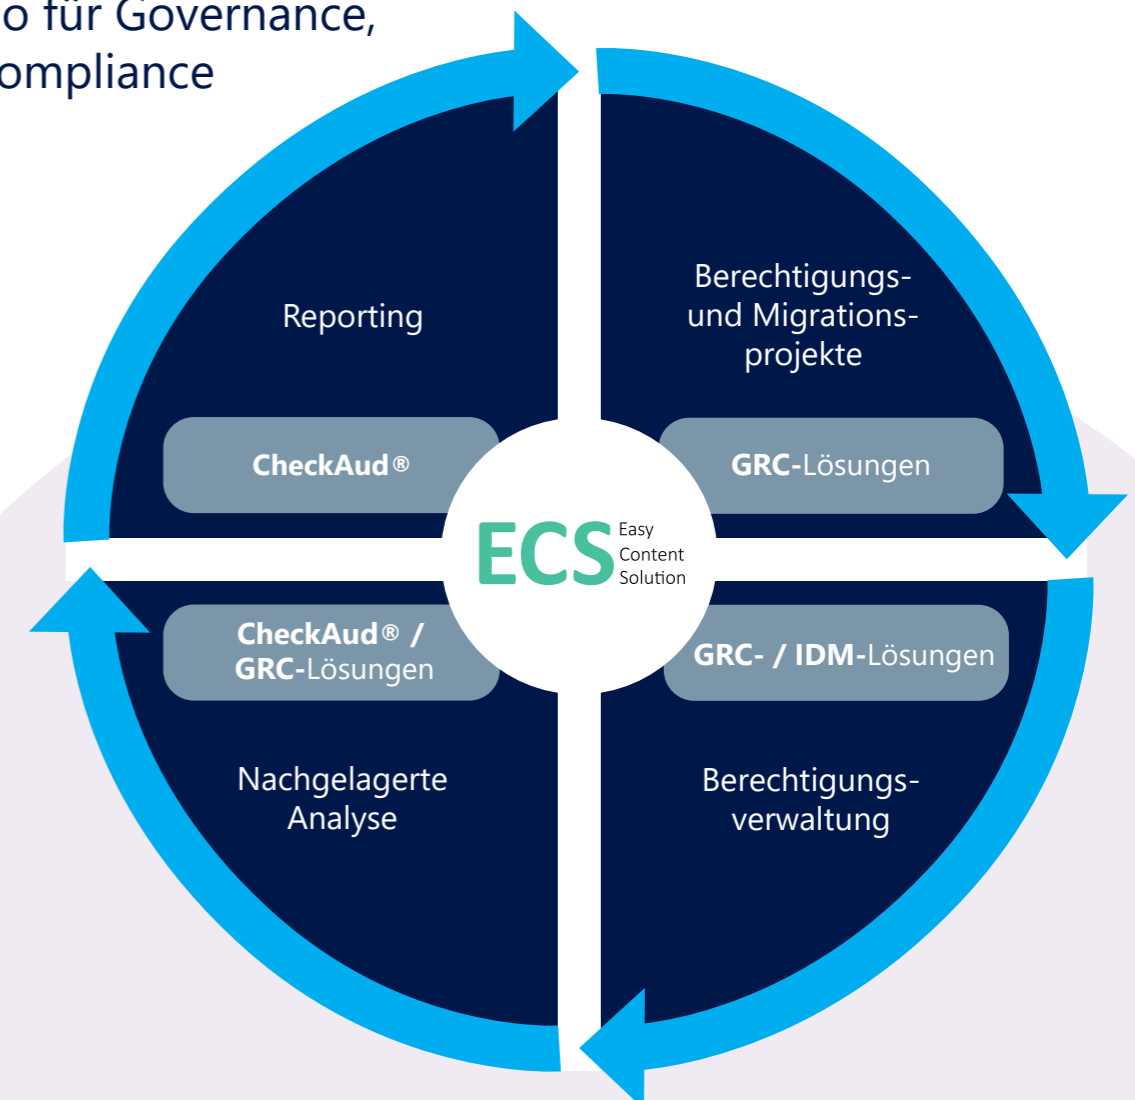 o für Governance,
ompliance
Reporting
CheckAud®
Berechtigungs-
und Migrations-
projekte
GRC-Lösungen
ECS
Easy
Content
Solution
CheckAud® /
GRC-Lösungen
Nachgelagerte
Analyse
GRC- / IDM-Lösungen
Berechtigungs-
verwaltung